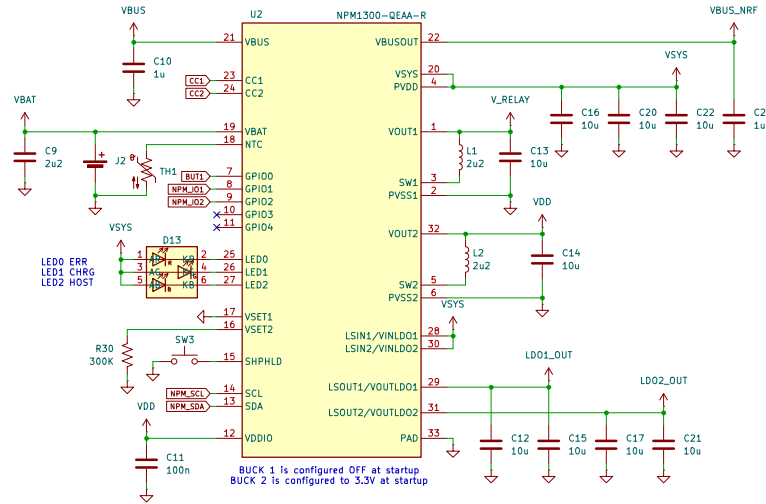 U2
NPM1300-QEAA-R
VBUS
VBUS_NRF
21 VBUS
VBUSOUT 22
C10
1u
VSYS
VSYS 20
PVDD 4
CC1 23 CC1
CC2 24 CC2
VBAT
V_RELAY
C16
10u
C20
10u
C22
10u
C2
1u
19 VBAT
18 NTC
VOUT1 1
C9
2u2
J2
+
TH1
L1
2u2
C13
10u
BUT1 7 GPIO0
NPM_IO1 8 GPIO1
NPM_IO2 9 GPIO2
10 GPIO3
11 GPIO4
SW1 3
PVSS1 2
VDD
VOUT2 32
VSYS
D13
L2
2u2
C14
10u
LED0 ERR
LED1 CHRG
LED2 HOST
1 2 25 LED0
3 4 26 LED1
5 6 27 LED2
SW2 5
PVSS2 6
VSYS
17 VSET1
16 VSET2
LSIN1/VINLDO1 28
LSIN2/VINLDO2 30
R30
300K
SW3
15 SHPHLD
LDO1_OUT
LSOUT1/VOUTLDO1 29
LDO2_OUT
NPM_SCL 14 SCL
NPM_SDA 13 SDA
LSOUT2/VOUTLDO2 31
VDD
12 VDDIO
PAD 33
C11
100n
C12
10u
C15
10u
C17
10u
C21
10u
BUCK 1 is configured OFF at startup
BUCK 2 is configured to 3.3V at startup